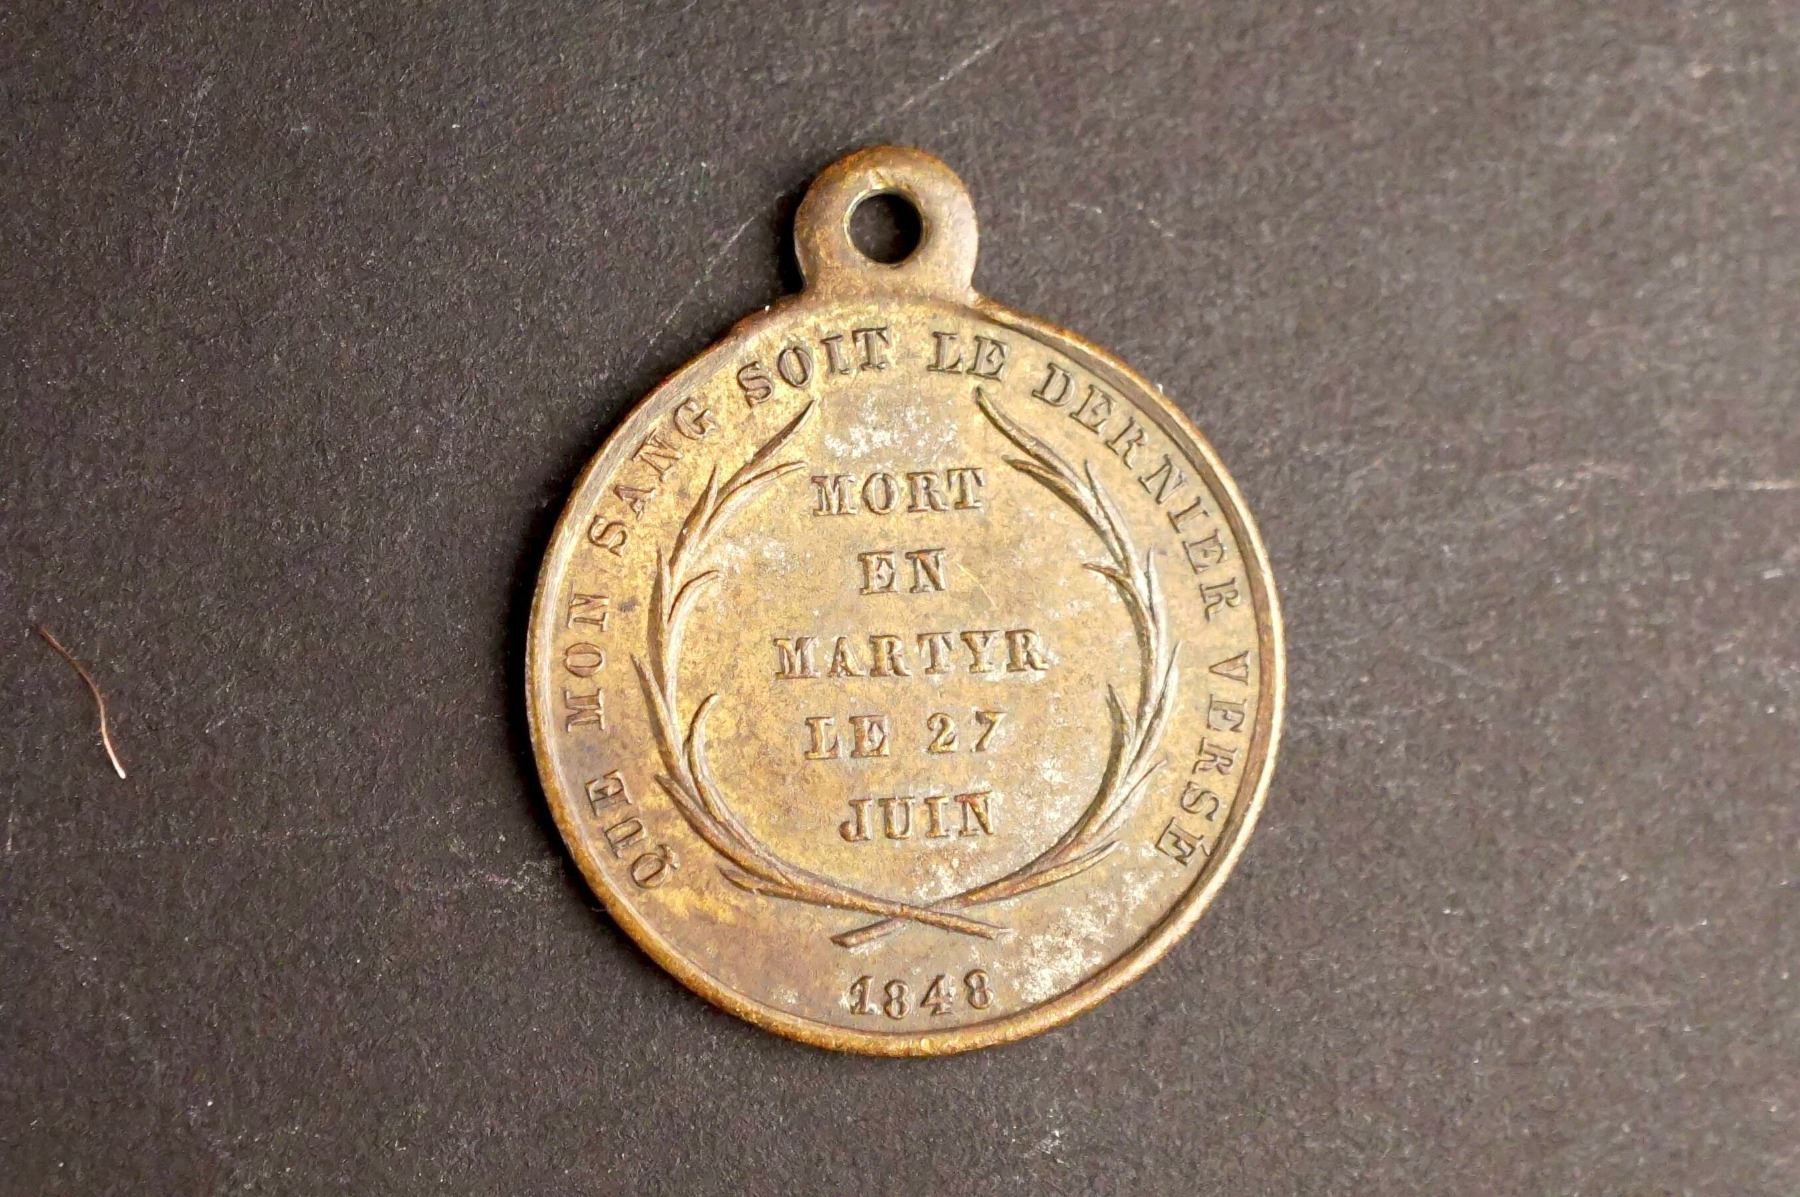 QUE MON SANG SOIT LE DERNIER VERSÉ
MORT
EN
MARTYR
LE 27
JUIN
1848